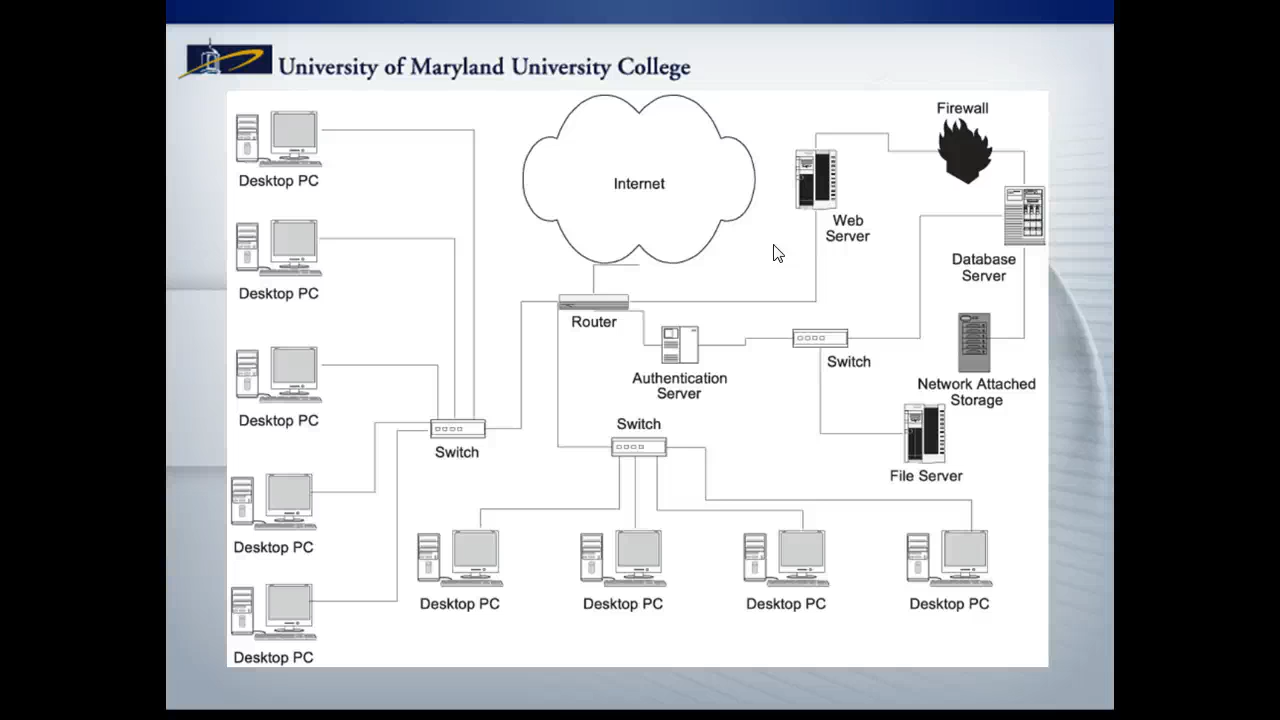 University of Maryland University College
Firewall
Desktop PC
Internet
Web
Server
Database
Server
Desktop PC
Router
Switch
Authentication
Server
Network Attached
Storage
Desktop PC
Switch
Switch
File Server
Desktop PC
Desktop PC
Desktop PC
Desktop PC
Desktop PC
Desktop PC